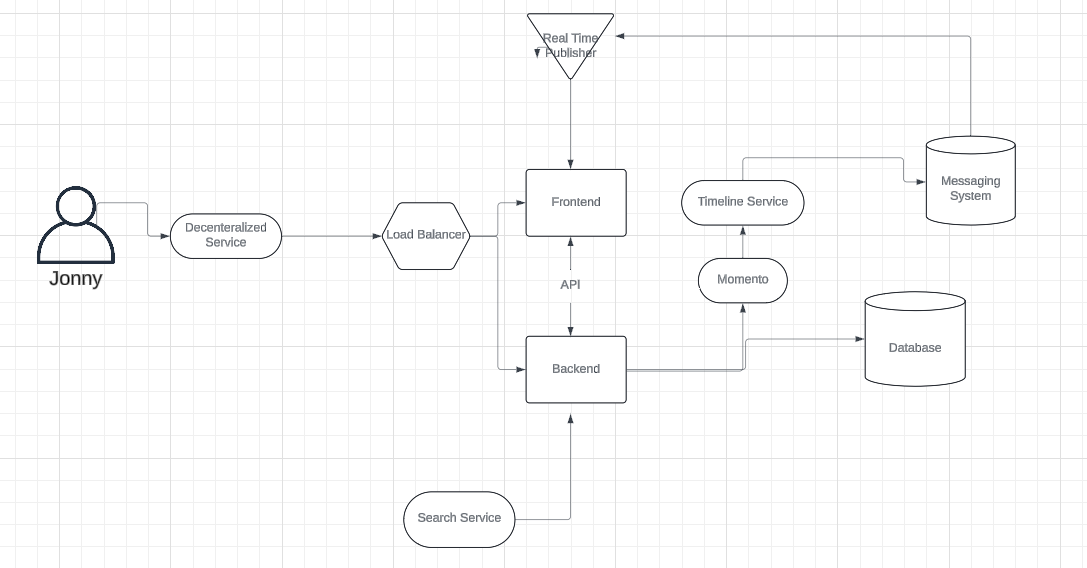 Real Time
Publisher
Messaging
System
Frontend
Timeline Service
Decenteralized
Service
Load Balancer
Jonny
API
Momento
Database
Backend
Search Service